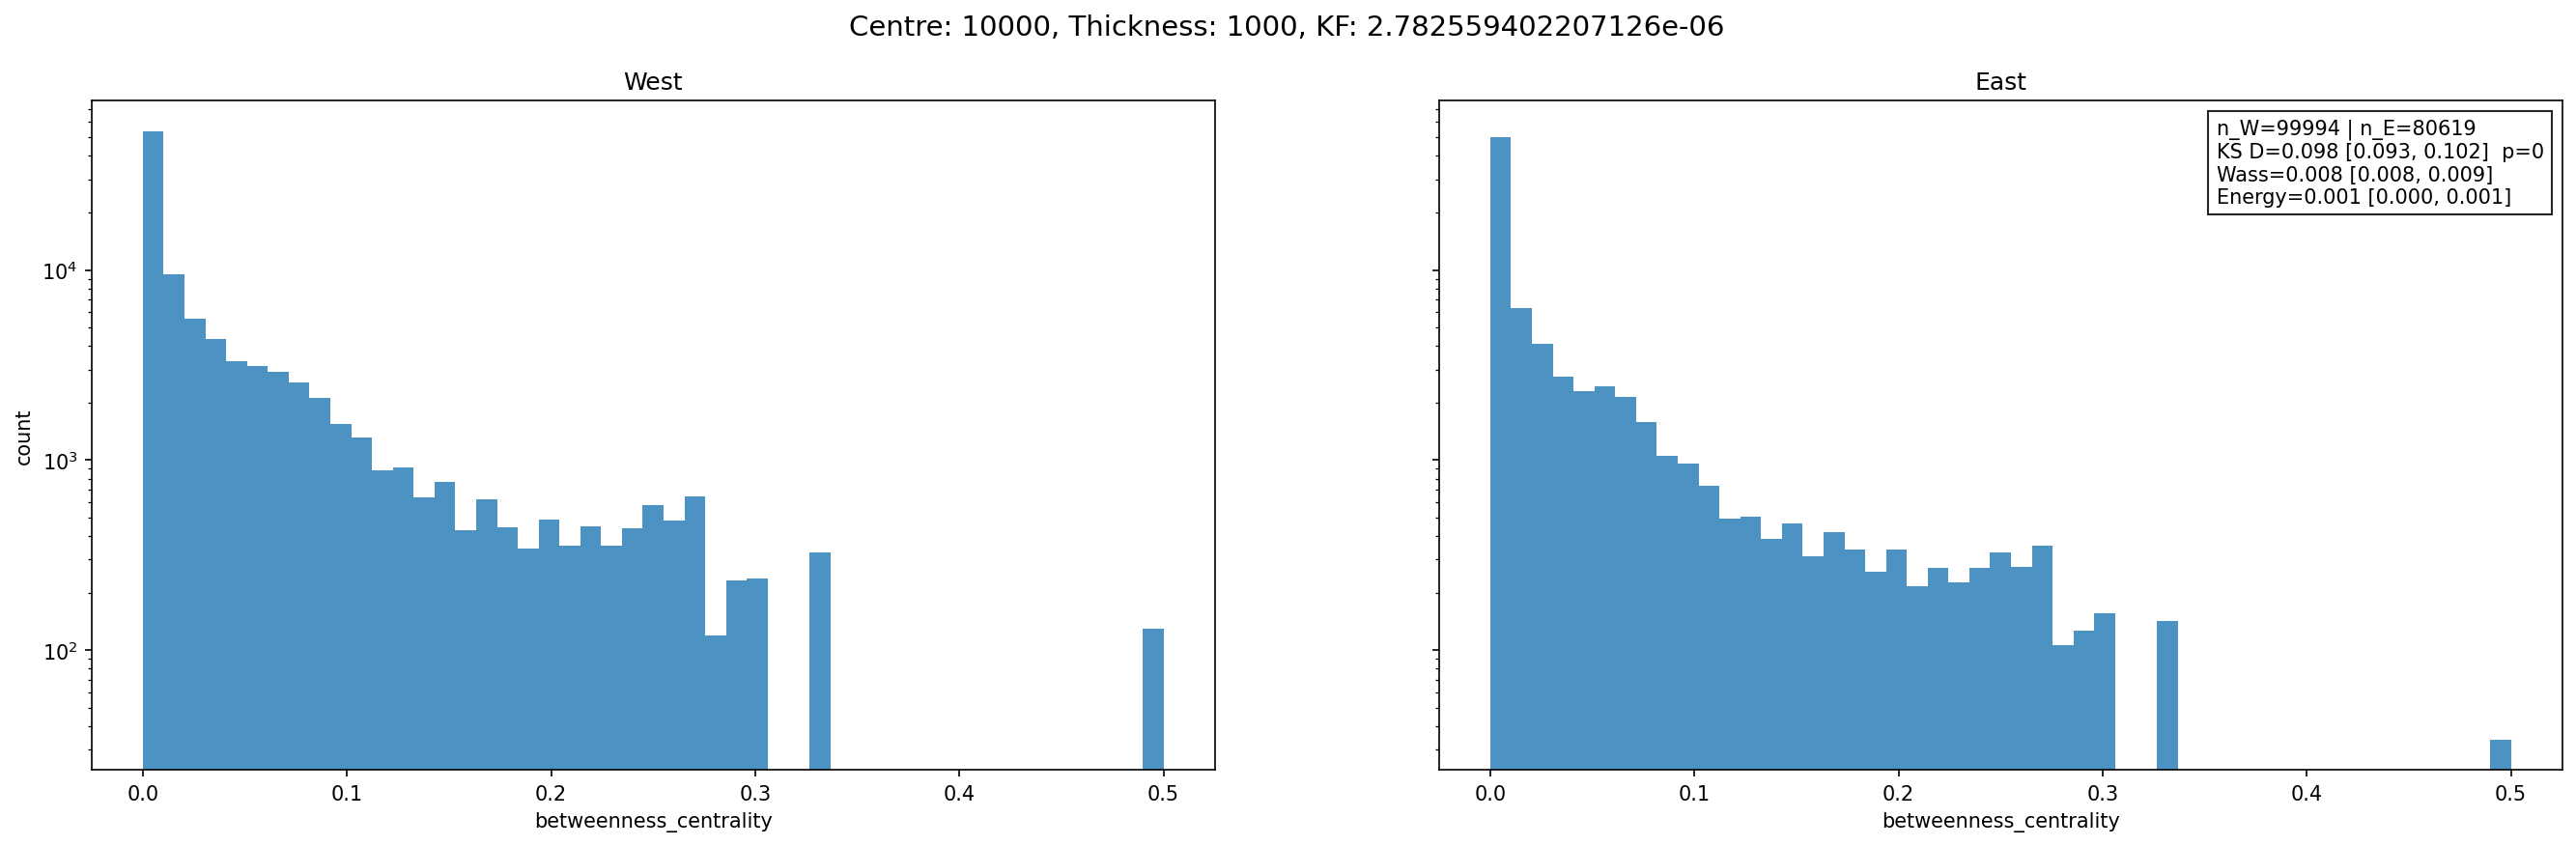 Centre: 10000, Thickness: 1000, KF: 2.782559402207126e-06
West
count
10⁴
10³
10²
0.0 0.1 0.2 0.3 0.4 0.5
betweenness_centrality
East
n_W=99994 | n_E=80619
KS D=0.098 [0.093, 0.102]  p=0
Wass=0.008 [0.008, 0.009]
Energy=0.001 [0.000, 0.001]
0.0 0.1 0.2 0.3 0.4 0.5
betweenness_centrality